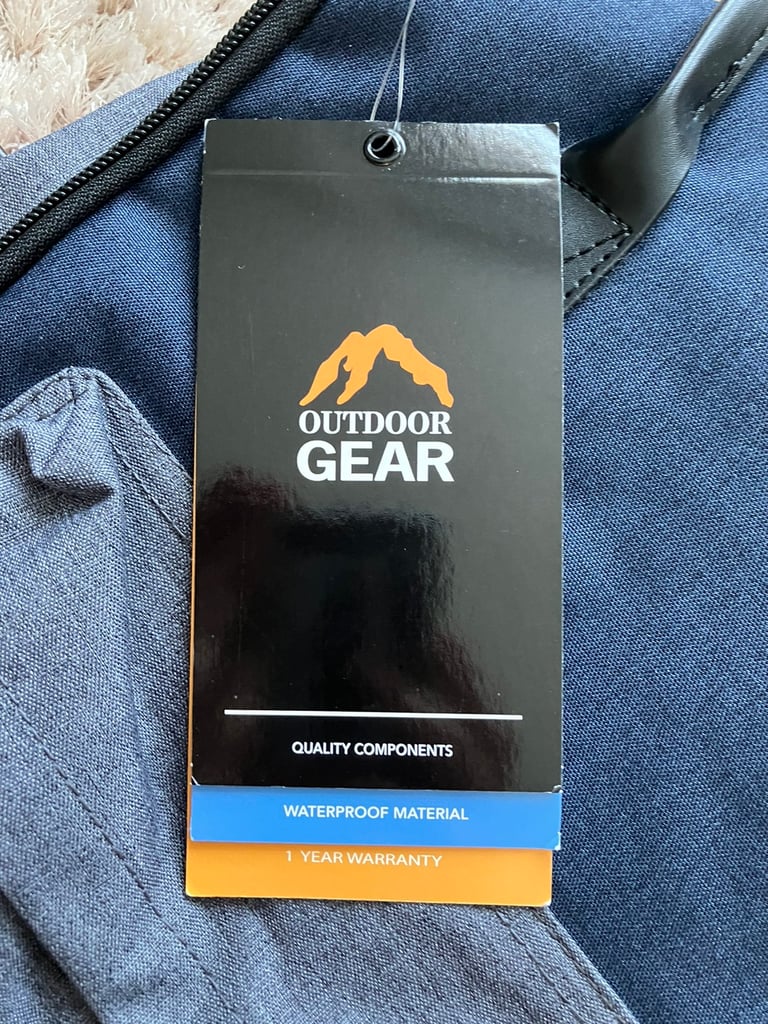 OUTDOOR
GEAR
QUALITY COMPONENTS
WATERPROOF MATERIAL
1 YEAR WARRANTY